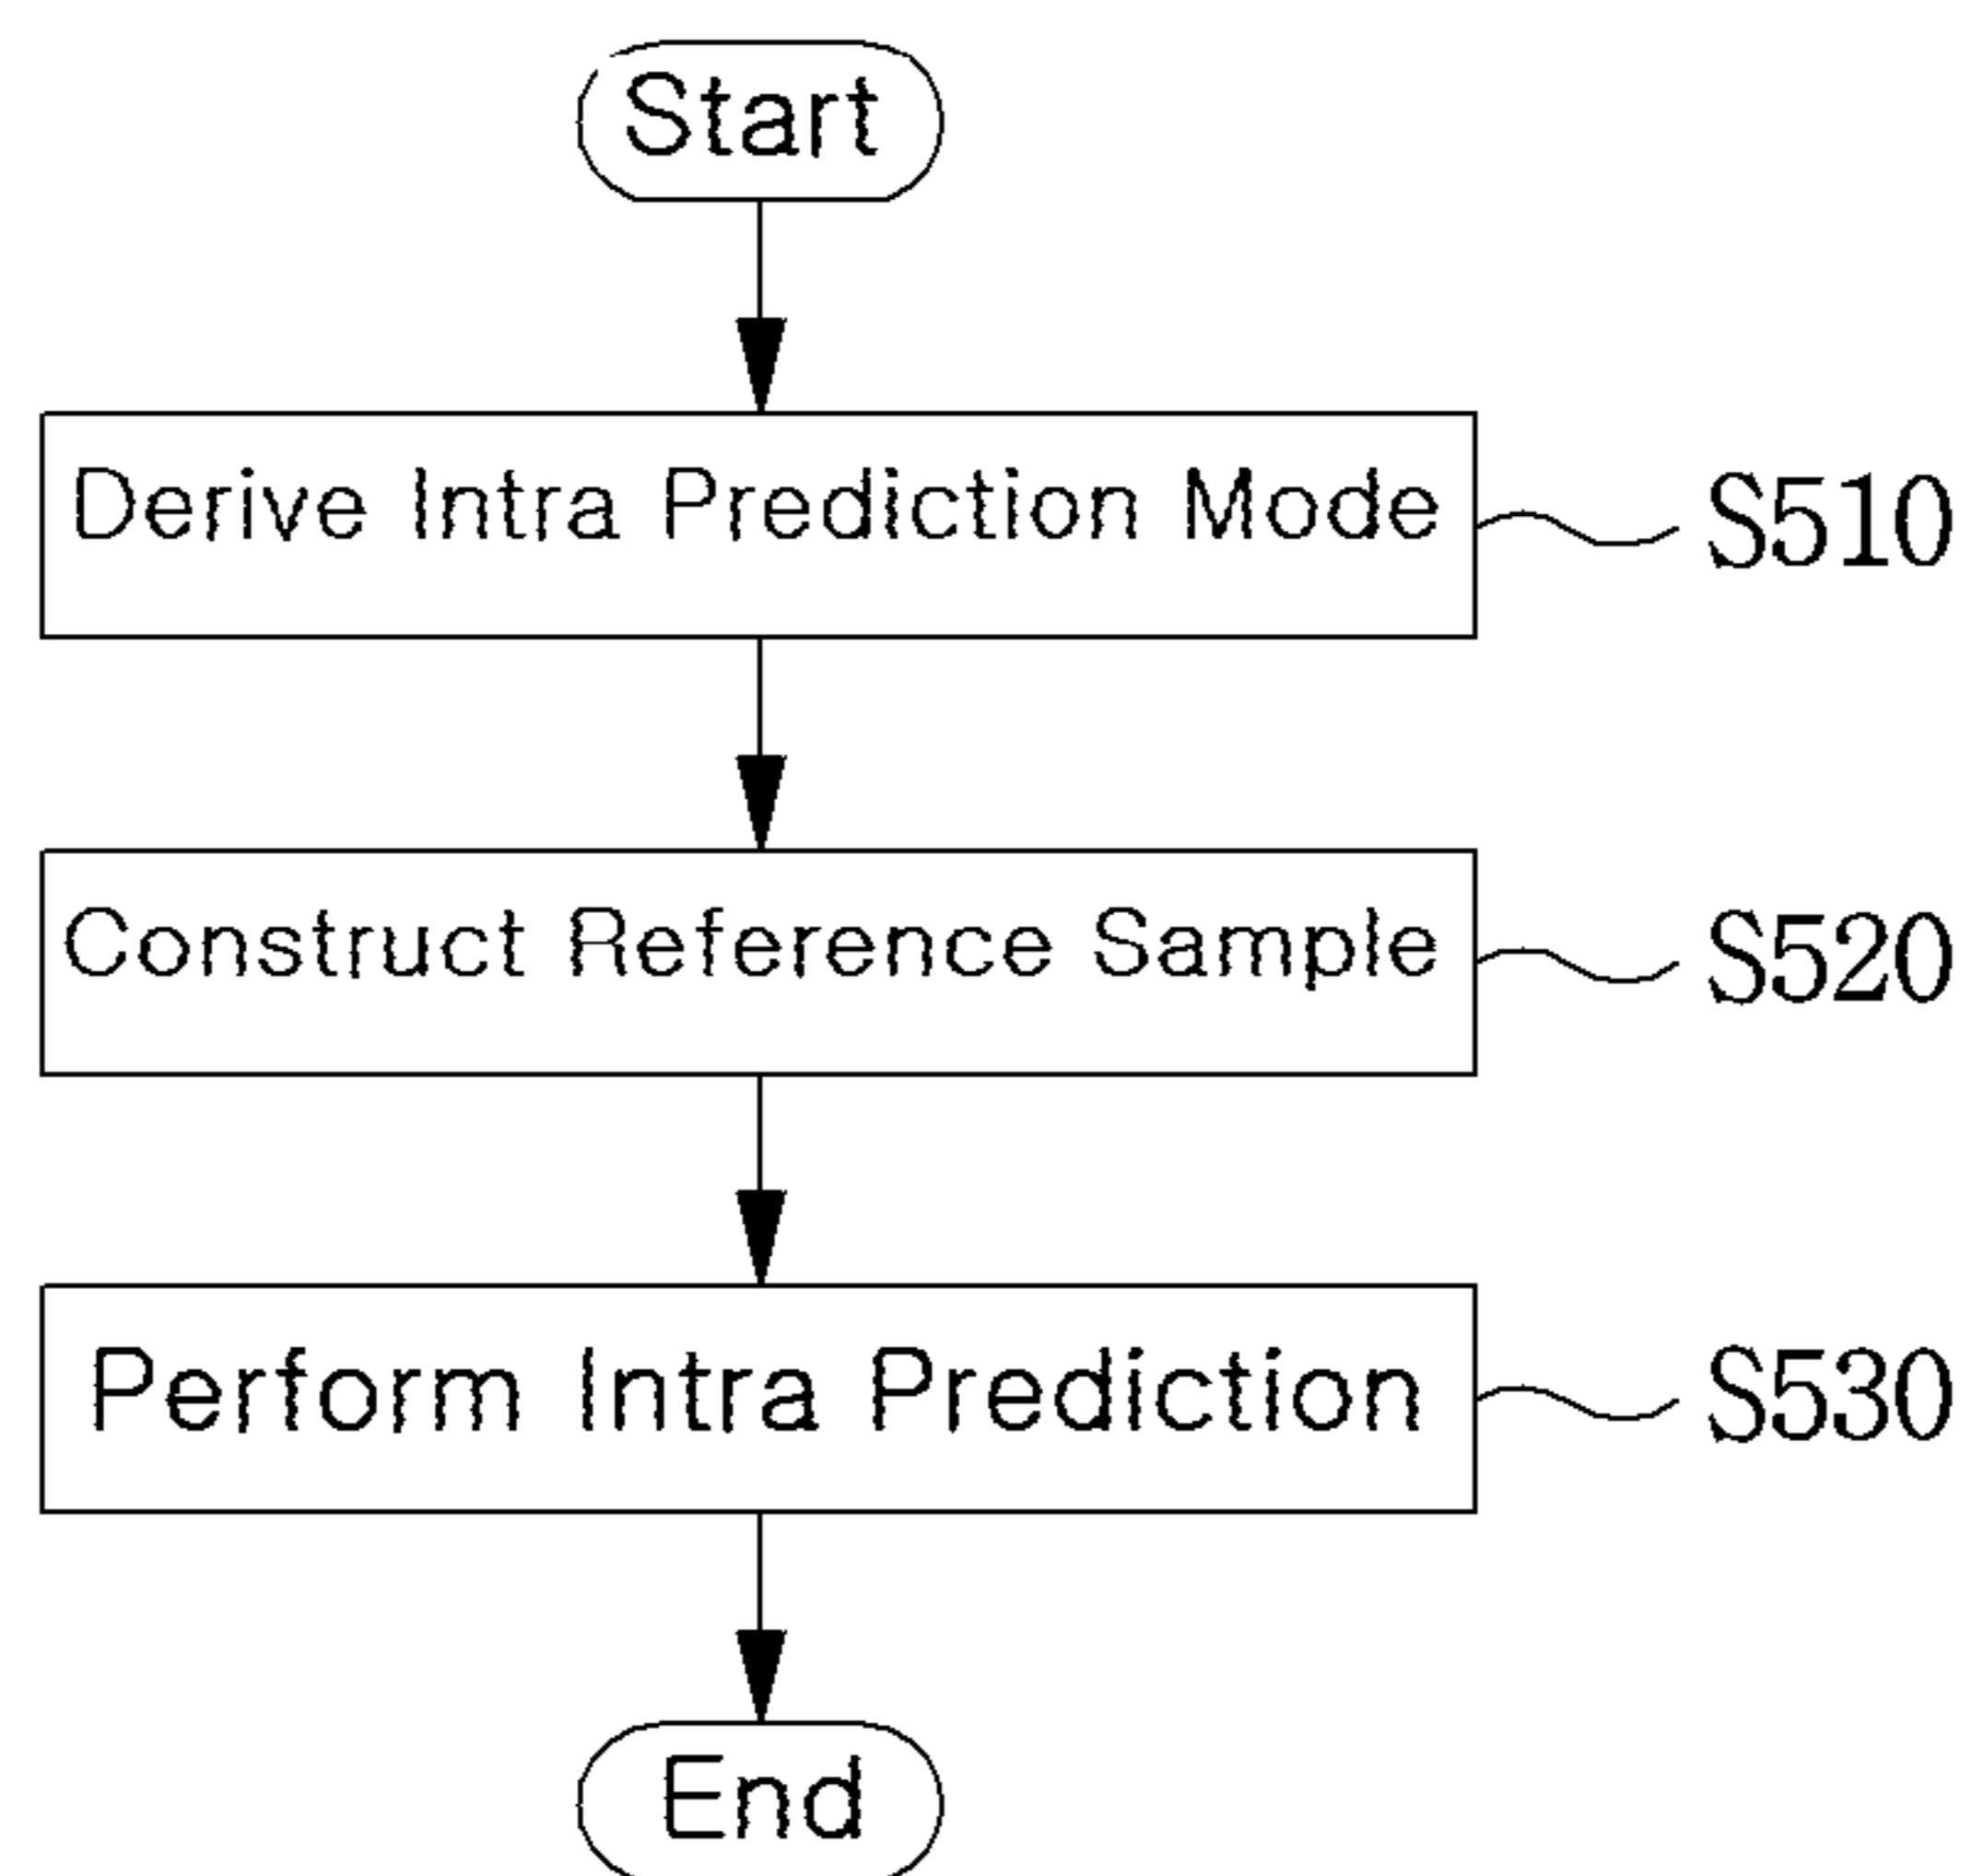 Start
Derive Intra Prediction Mode S510
Construct Reference Sample S520
Perform Intra Prediction S530
End